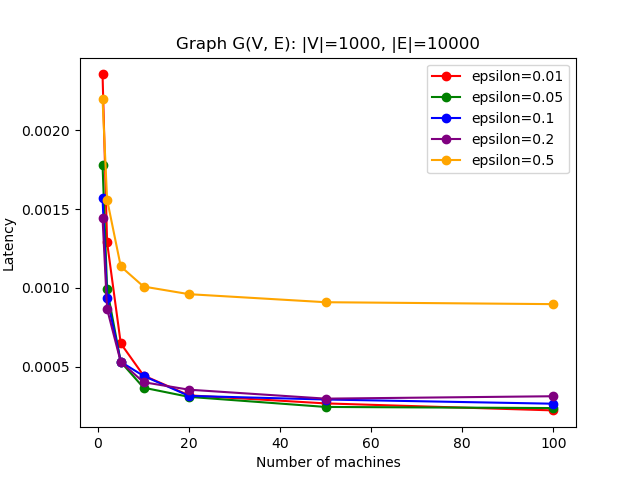 Graph G(V, E): |V|=1000, |E|=10000
epsilon=0.01
epsilon=0.05
epsilon=0.1
epsilon=0.2
epsilon=0.5
Latency
0.0020
0.0015
0.0010
0.0005
0 20 40 60 80 100
Number of machines